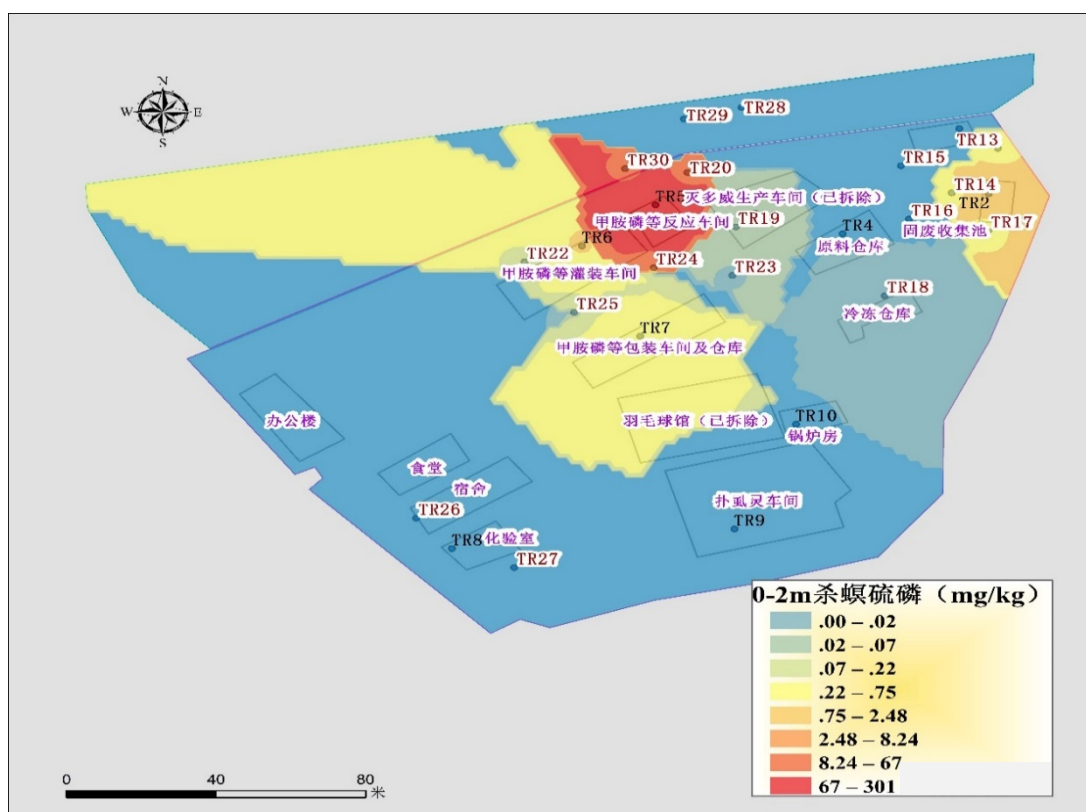 N
W E
S
TR28
TR29
TR13
TR15
TR30
TR20
TR14
TR2
TR5
灭多威生产车间（已拆除）
TR16
TR17
甲胺磷等反应车间
TR19
TR4
固废收集池
TR6
原料仓库
TR22
TR24
TR23
甲胺磷等灌装车间
TR18
TR25
冷冻仓库
TR7
甲胺磷等包装车间及仓库
办公楼
羽毛球馆（已拆除）
TR10
锅炉房
食堂
宿舍
扑虱灵车间
TR26
TR9
TR8
化验室
TR27
0-2m杀螟硫磷（mg/kg）
.00 – .02
.02 – .07
.07 – .22
.22 – .75
.75 – 2.48
2.48 – 8.24
8.24 – 67
67 – 301
0 40 80
米